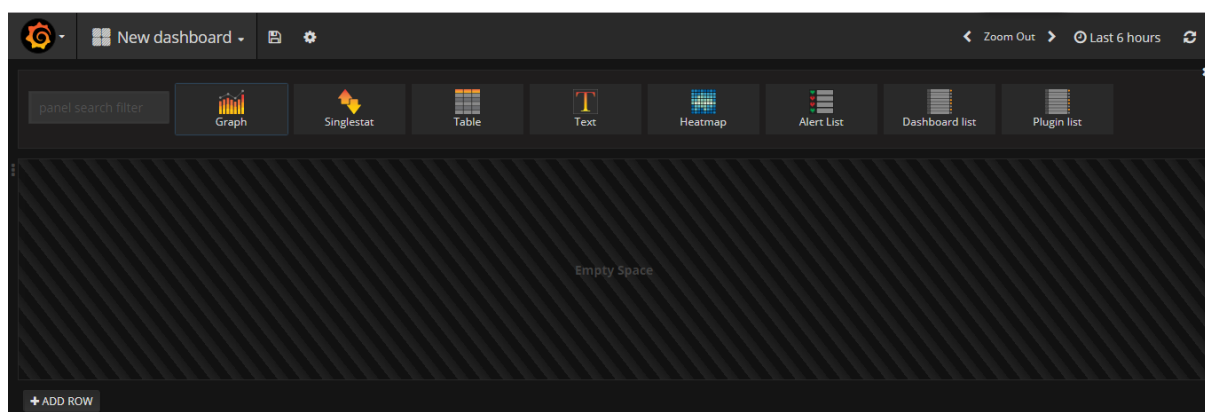 New dashboard
Zoom Out
Last 6 hours
panel search filter
Graph
Singlestat
Table
Text
Heatmap
Alert List
Dashboard list
Plugin list
Empty Space
+ ADD ROW